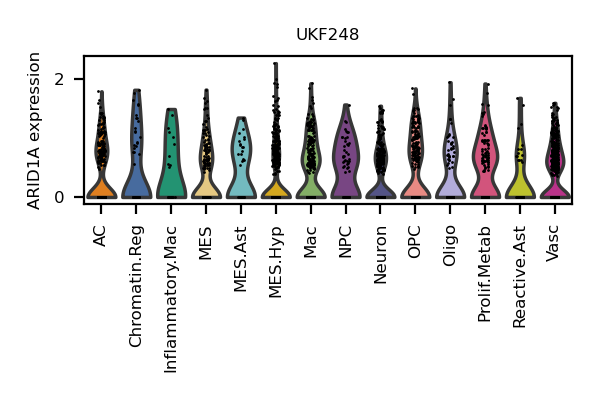 UKF248
ARID1A expression
2
0
AC
Chromatin.Reg
Inflammatory.Mac
MES
MES.Ast
MES.Hyp
Mac
NPC
Neuron
OPC
Oligo
Prolif.Metab
Reactive.Ast
Vasc